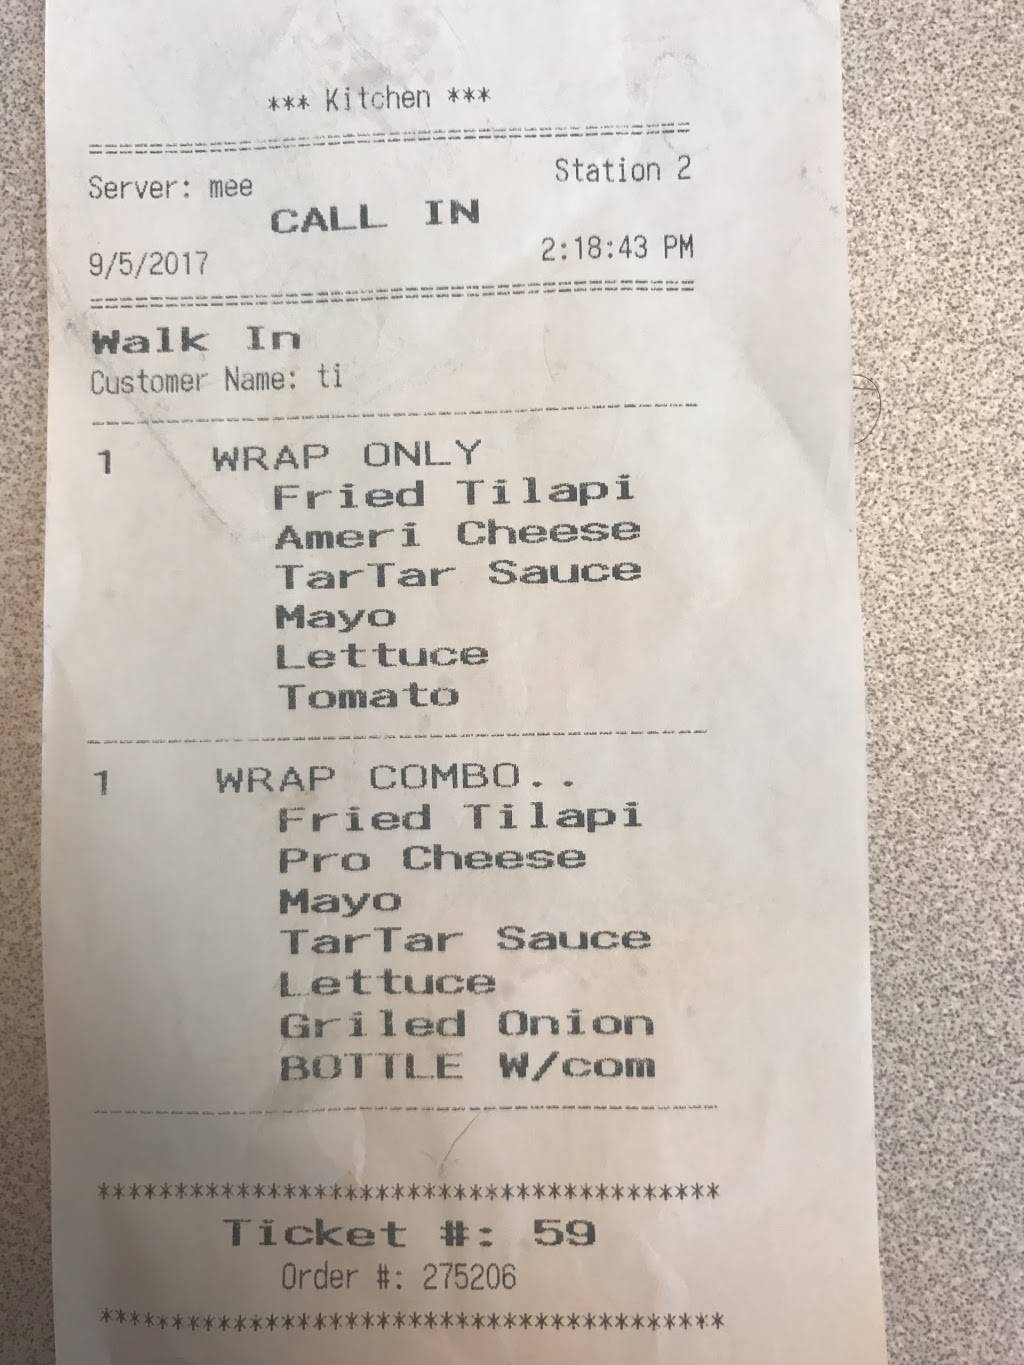 *** Kitchen ***
================================================
Server: mee Station 2
CALL IN
9/5/2017 2:18:43 PM
================================================
Walk In
Customer Name: ti
------------------------------------------------
1 WRAP ONLY
Fried Tilapi
Ameri Cheese
TarTar Sauce
Mayo
Lettuce
Tomato
------------------------------------------------
1 WRAP COMBO..
Fried Tilapi
Pro Cheese
Mayo
TarTar Sauce
Lettuce
Griled Onion
BOTTLE W/com
------------------------------------------------
****************************************
Ticket #: 59
Order #: 275206
****************************************